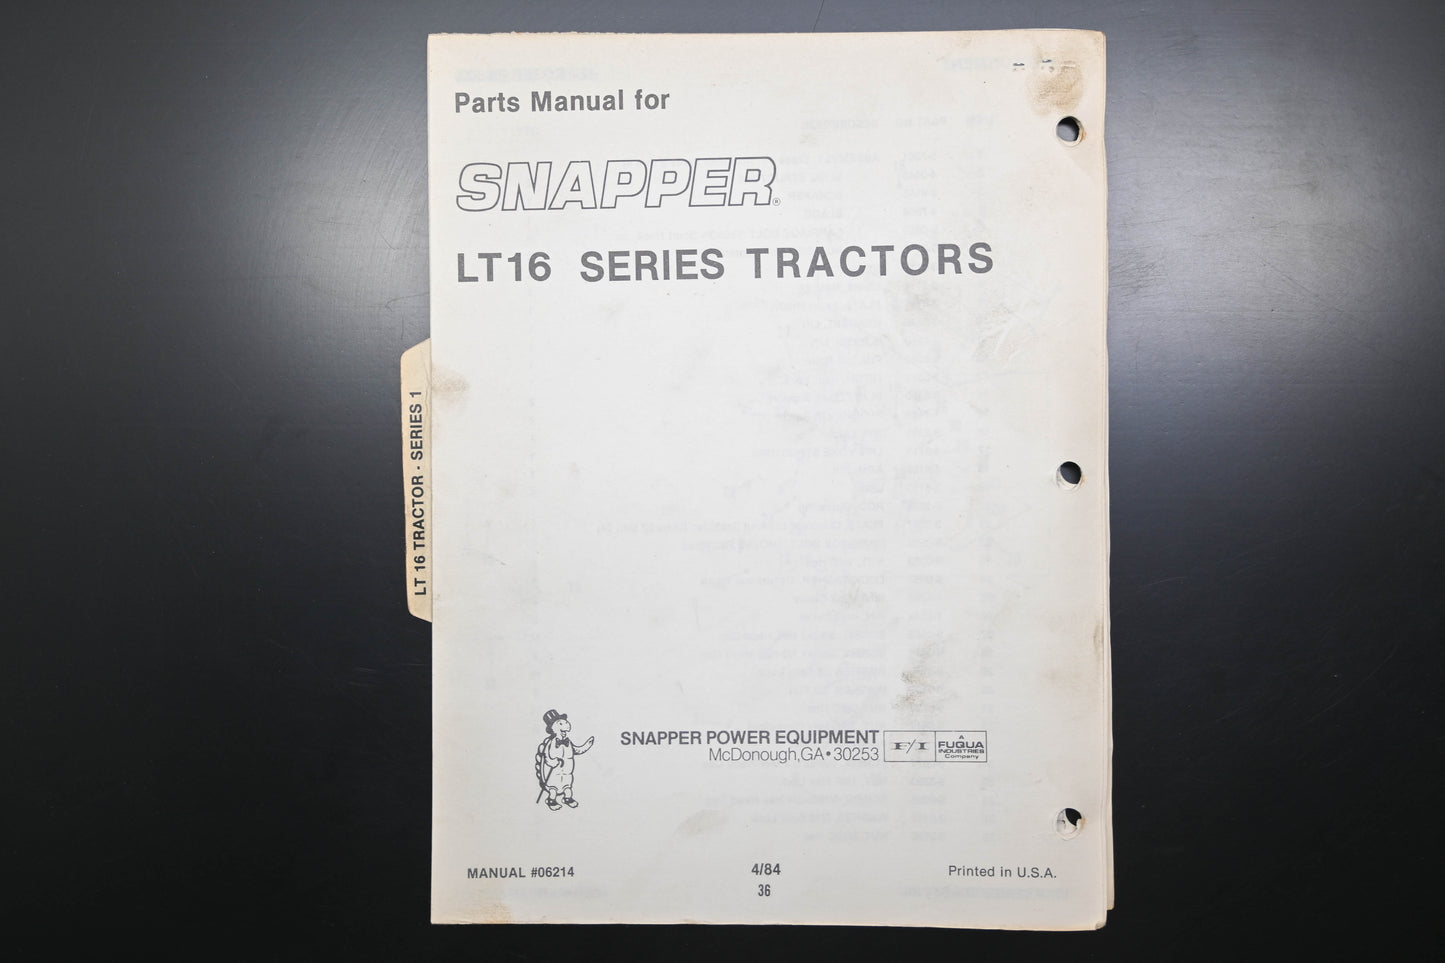 Parts Manual for
SNAPPER®
LT16 SERIES TRACTORS
LT 16 TRACTOR - SERIES 1
SNAPPER POWER EQUIPMENT
McDonough, GA • 30253
F/I
A
FUQUA
INDUSTRIES
Company
MANUAL #06214
4/84
36
Printed in U.S.A.